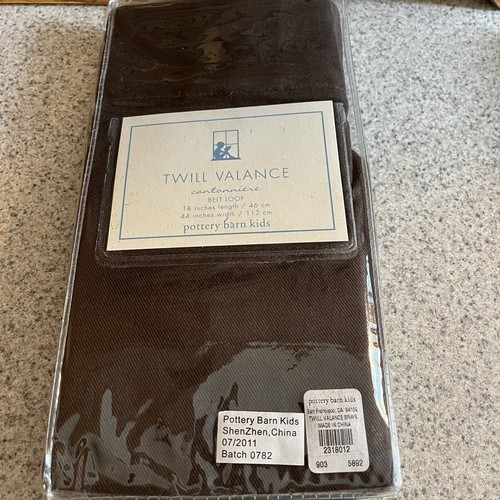 TWILL VALANCE
cantonnière
BELT LOOP
18 inches length / 46 cm
44 inches width / 112 cm
pottery barn kids
Pottery Barn Kids
ShenZhen,China
07/2011
Batch 0782
pottery barn kids
San Francisco, CA 94109
TWILL VALANCE BRWN
MADE IN CHINA
2318012
903 5892